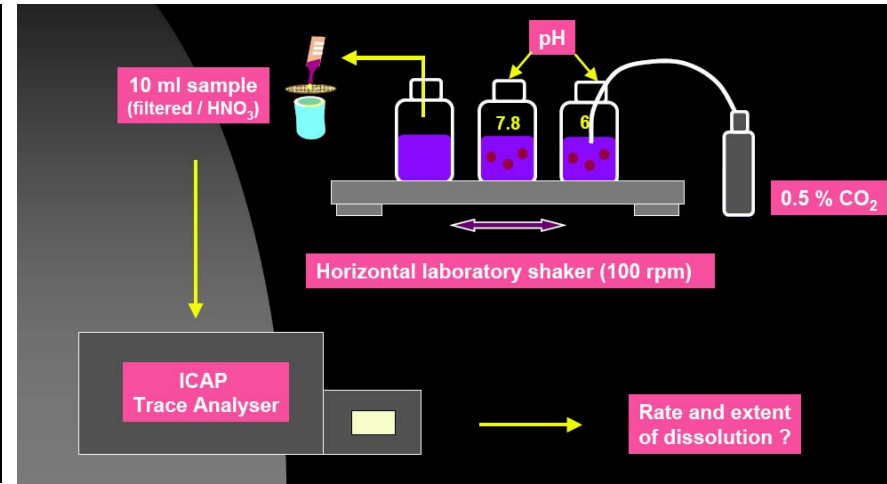 pH
10 ml sample
(filtered / HNO₃)
7.8
6
0.5 % CO₂
Horizontal laboratory shaker (100 rpm)
ICAP
Trace Analyser
Rate and extent
of dissolution ?